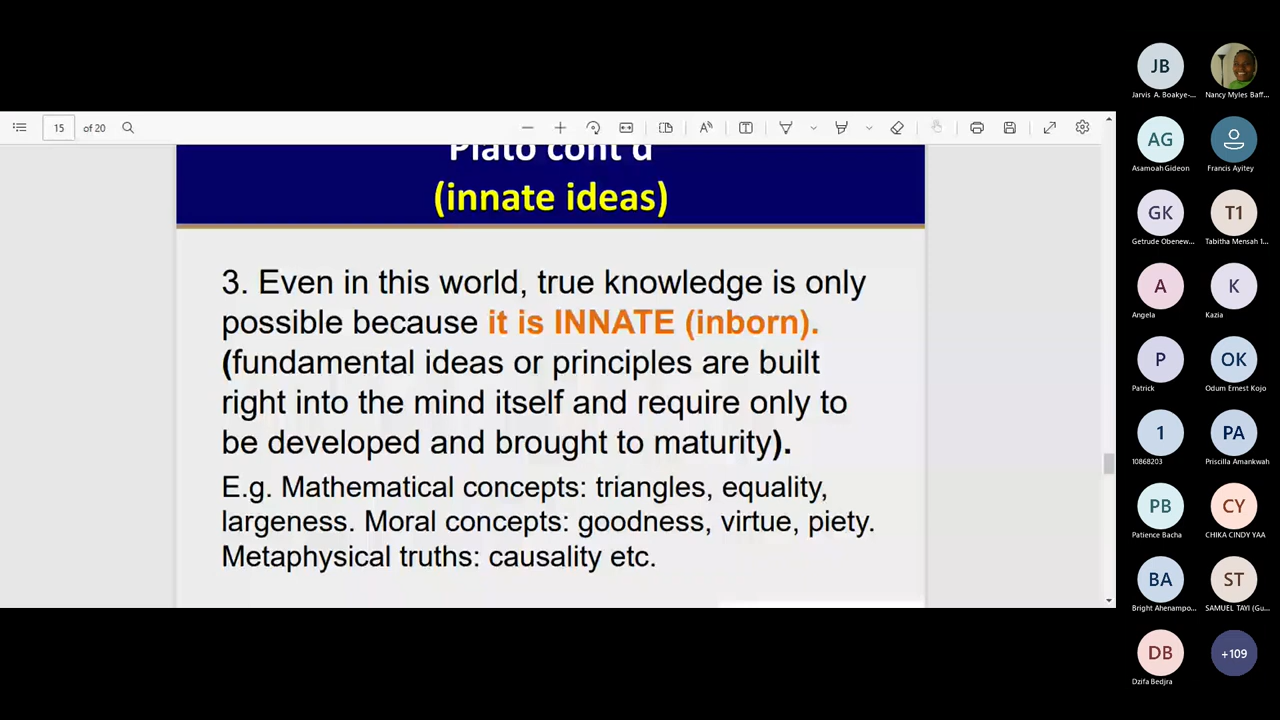 15 of 20
Plato cont'd
(innate ideas)
3. Even in this world, true knowledge is only
possible because it is INNATE (inborn).
(fundamental ideas or principles are built
right into the mind itself and require only to
be developed and brought to maturity).
E.g. Mathematical concepts: triangles, equality,
largeness. Moral concepts: goodness, virtue, piety.
Metaphysical truths: causality etc.
JB
Jarvis A. Boakye-...
Nancy Myles Baff...
AG
Asamoah Gideon
Francis Ayitey
GK
Getrude Obenew...
T1
Tabitha Mensah 1...
A
Angela
K
Kazia
P
Patrick
OK
Odum Ernest Kojo
1
10868203
PA
Priscilla Amankwah
PB
Patience Bacha
CY
CHIKA CINDY YAA
BA
Bright Ahenampo...
ST
SAMUEL TAYI (Gu...
DB
Dzifa Bedjra
+109